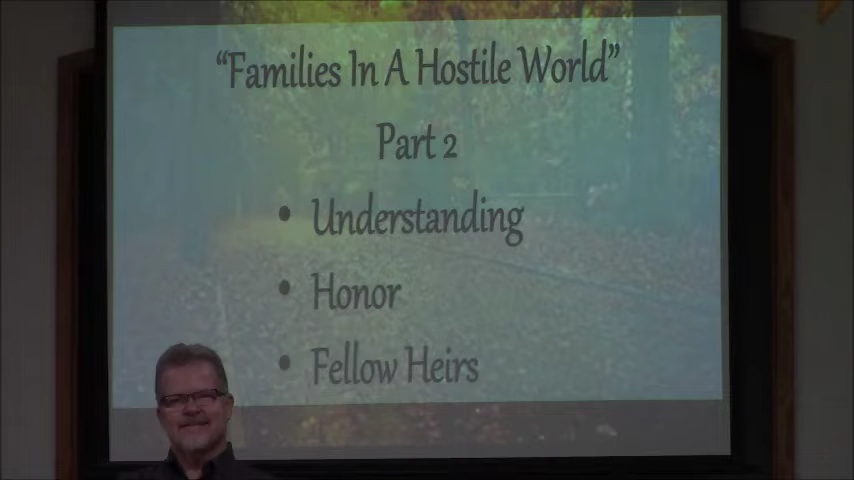 “Families In A Hostile World”
Part 2
• Understanding
• Honor
• Fellow Heirs